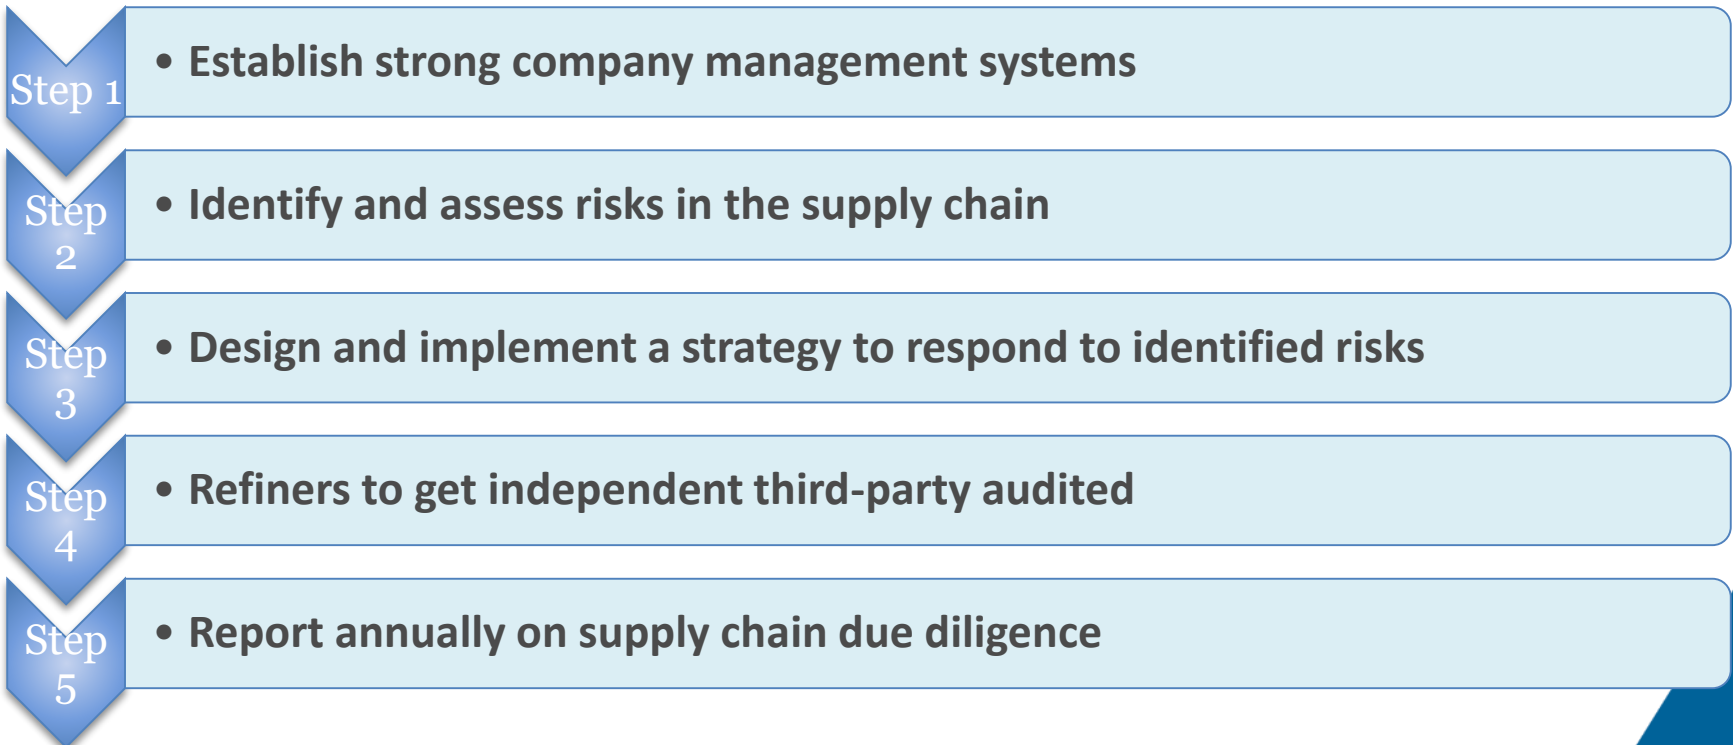 Step 1
• Establish strong company management systems
Step
2
• Identify and assess risks in the supply chain
Step
3
• Design and implement a strategy to respond to identified risks
Step
4
• Refiners to get independent third-party audited
Step
5
• Report annually on supply chain due diligence